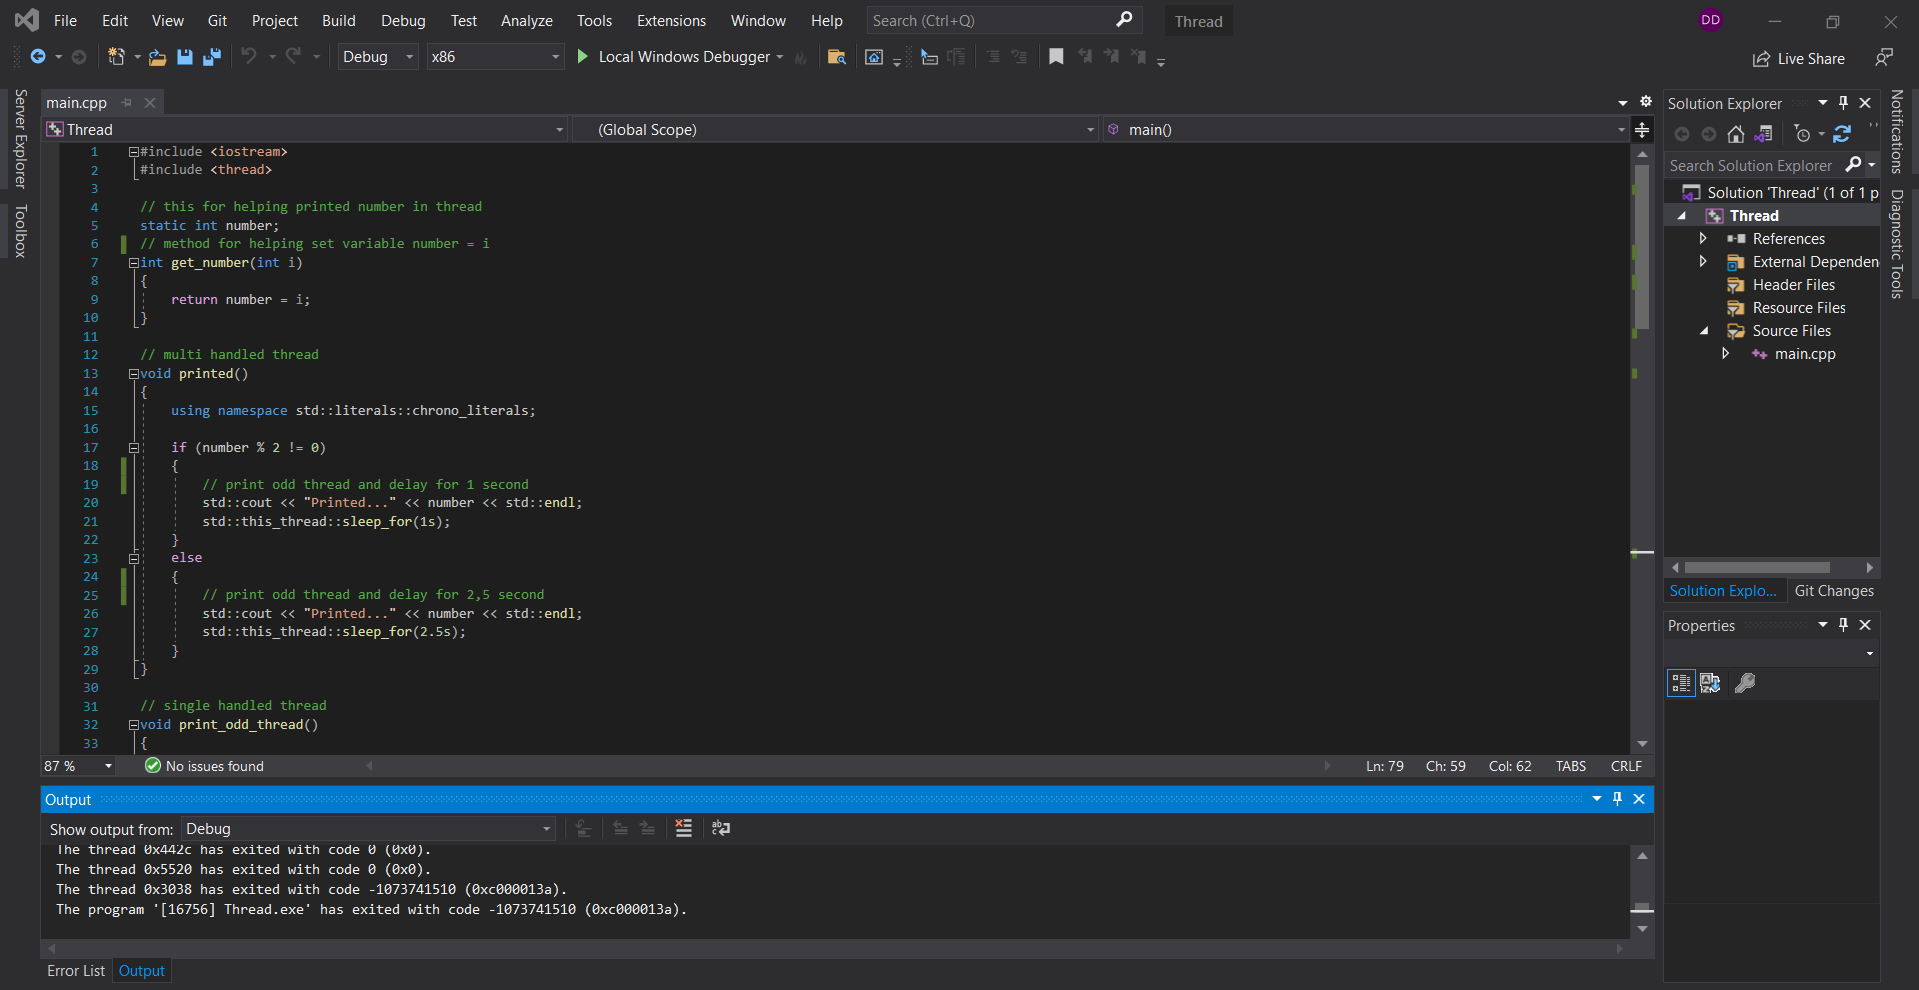 File Edit View Git Project Build Debug Test Analyze Tools Extensions Window Help Search (Ctrl+Q) Thread DD
Debug x86 Local Windows Debugger Live Share
Server Explorer
Toolbox
main.cpp
Thread (Global Scope) main()
1 #include <iostream>
2 #include <thread>
3
4 // this for helping printed number in thread
5 static int number;
6 // method for helping set variable number = i
7 int get_number(int i)
8 {
9 return number = i;
10 }
11
12 // multi handled thread
13 void printed()
14 {
15 using namespace std::literals::chrono_literals;
16
17 if (number % 2 != 0)
18 {
19 // print odd thread and delay for 1 second
20 std::cout << "Printed..." << number << std::endl;
21 std::this_thread::sleep_for(1s);
22 }
23 else
24 {
25 // print odd thread and delay for 2,5 second
26 std::cout << "Printed..." << number << std::endl;
27 std::this_thread::sleep_for(2.5s);
28 }
29 }
30
31 // single handled thread
32 void print_odd_thread()
33 {
87 % No issues found Ln: 79 Ch: 59 Col: 62 TABS CRLF
Output
Show output from: Debug
The thread 0x442c has exited with code 0 (0x0).
The thread 0x5520 has exited with code 0 (0x0).
The thread 0x3038 has exited with code -1073741510 (0xc000013a).
The program '[16756] Thread.exe' has exited with code -1073741510 (0xc000013a).
Error List Output
Solution Explorer
Search Solution Explorer
Solution 'Thread' (1 of 1 p
Thread
References
External Dependen
Header Files
Resource Files
Source Files
main.cpp
Solution Explo... Git Changes
Properties
Notifications
Diagnostic Tools